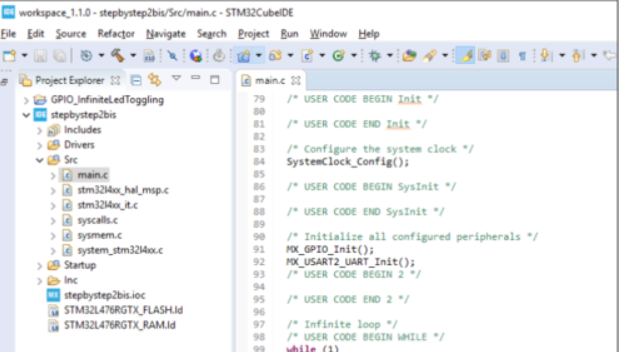 workspace_1.1.0 - stepbystep2bis/Src/main.c - STM32CubeIDE
File Edit Source Refactor Navigate Search Project Run Window Help
Project Explorer
GPIO_InfiniteLedToggling
stepbystep2bis
Includes
Drivers
Src
main.c
stm32l4xx_hal_msp.c
stm32l4xx_it.c
syscalls.c
sysmem.c
system_stm32l4xx.c
Startup
Inc
stepbystep2bis.ioc
STM32L476RGTX_FLASH.ld
STM32L476RGTX_RAM.ld
main.c
79 /* USER CODE BEGIN Init */
80
81 /* USER CODE END Init */
82
83 /* Configure the system clock */
84 SystemClock_Config();
85
86 /* USER CODE BEGIN SysInit */
87
88 /* USER CODE END SysInit */
89
90 /* Initialize all configured peripherals */
91 MX_GPIO_Init();
92 MX_USART2_UART_Init();
93 /* USER CODE BEGIN 2 */
94
95 /* USER CODE END 2 */
96
97 /* Infinite loop */
98 /* USER CODE BEGIN WHILE */
99 while (1)